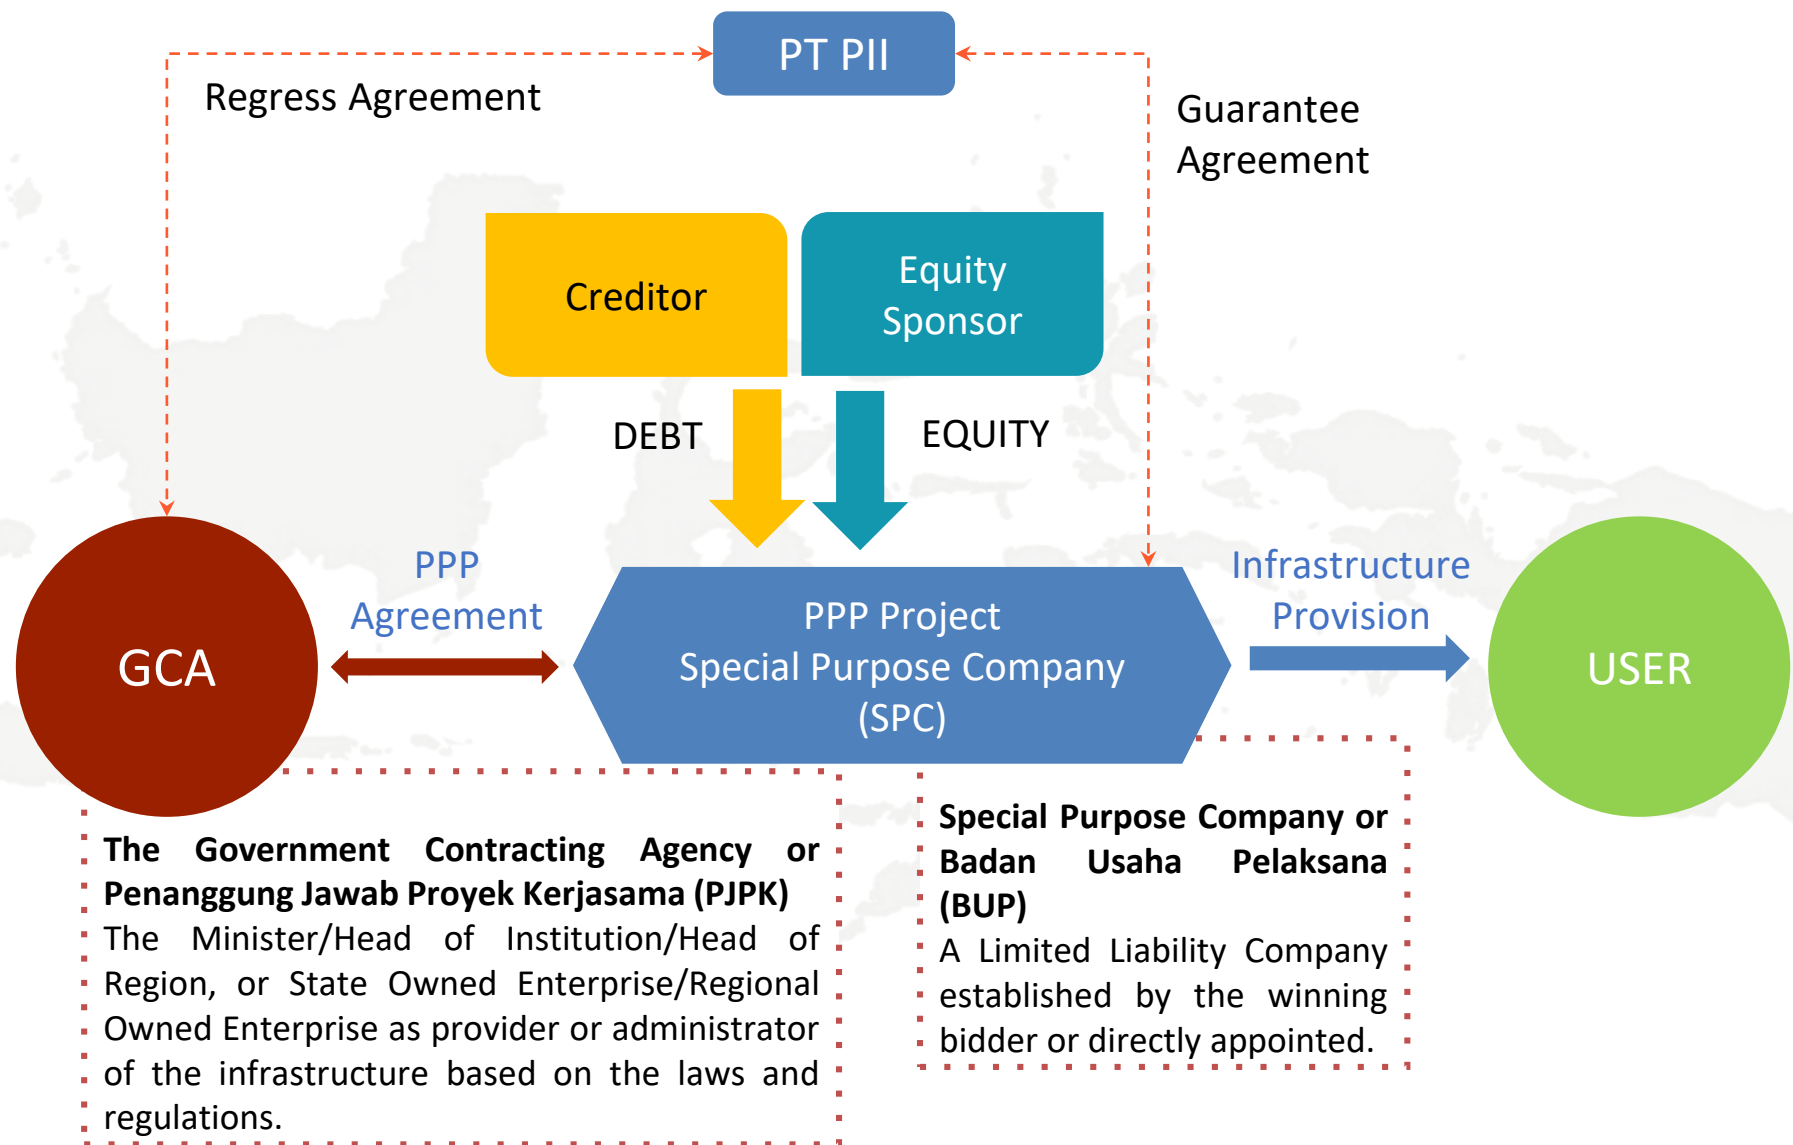 PT PII
Regress Agreement
Guarantee
Agreement
Creditor
Equity
Sponsor
DEBT
EQUITY
PPP
Agreement
Infrastructure
Provision
GCA
PPP Project
Special Purpose Company
(SPC)
USER
The Government Contracting Agency or
Penanggung Jawab Proyek Kerjasama (PJPK)
The Minister/Head of Institution/Head of
Region, or State Owned Enterprise/Regional
Owned Enterprise as provider or administrator
of the infrastructure based on the laws and
regulations.
Special Purpose Company or
Badan Usaha Pelaksana
(BUP)
A Limited Liability Company
established by the winning
bidder or directly appointed.